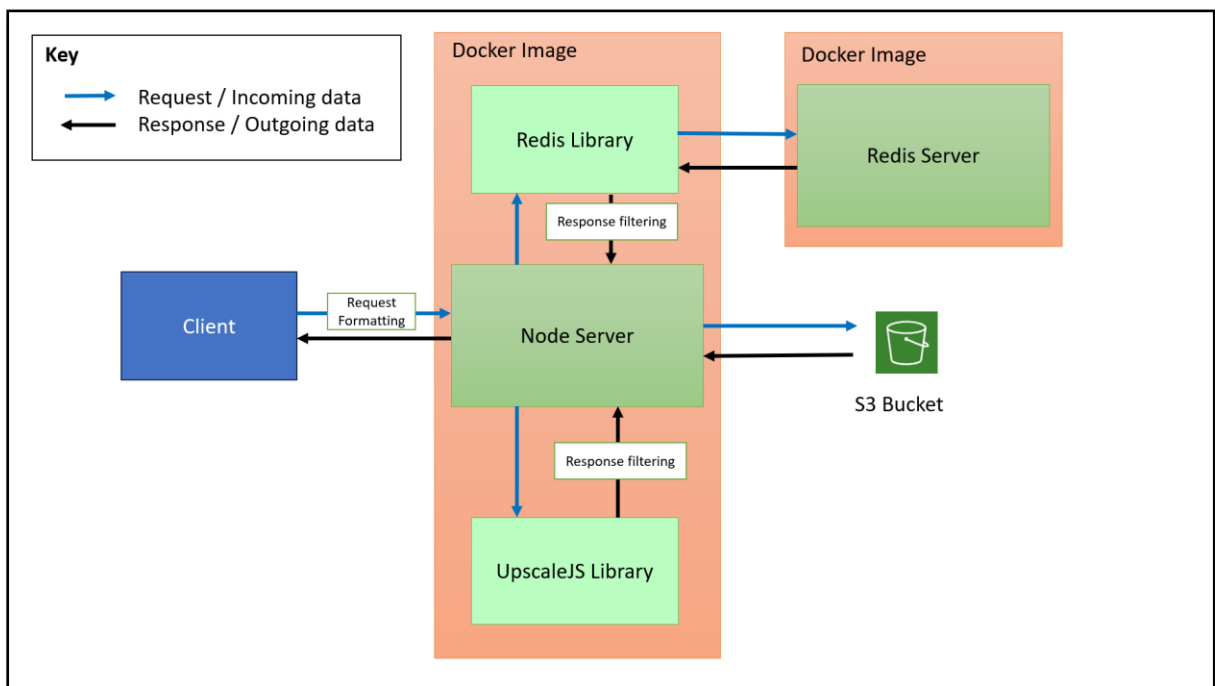 Key
Request / Incoming data
Response / Outgoing data
Docker Image
Docker Image
Redis Library
Redis Server
Response filtering
Client
Request
Formatting
Node Server
S3 Bucket
Response filtering
UpscaleJS Library